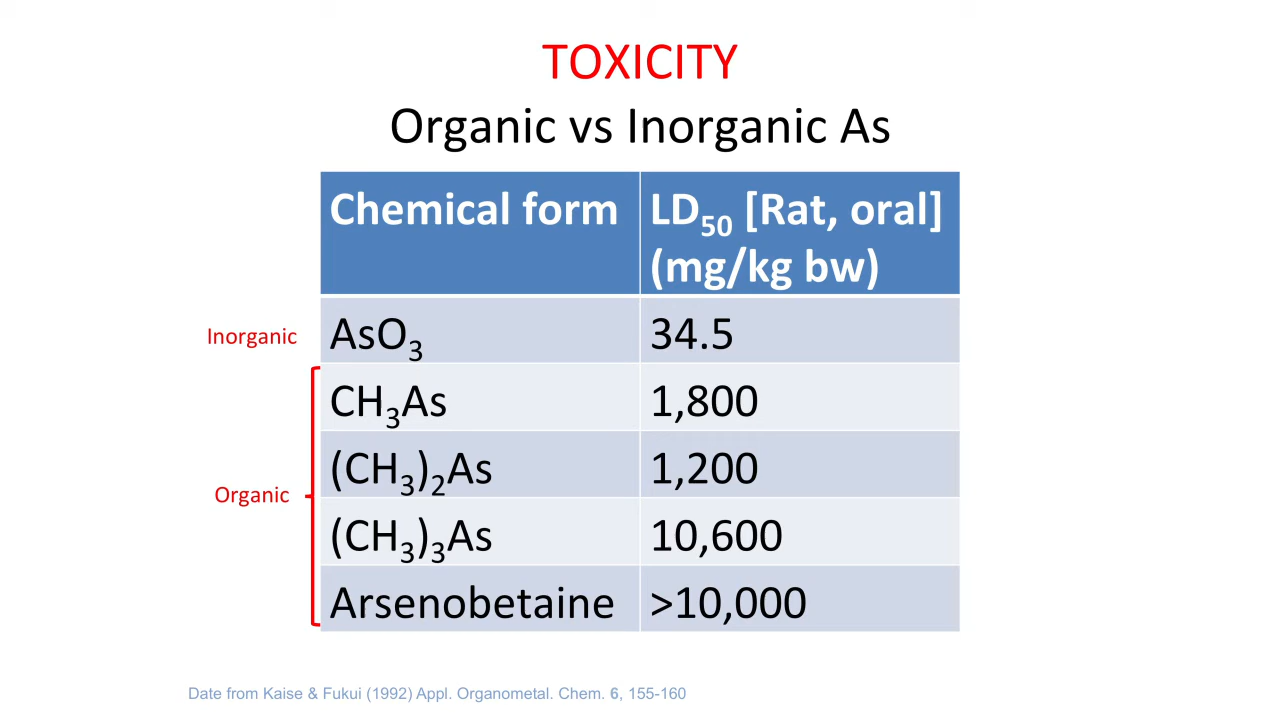 TOXICITY
Organic vs Inorganic As
Chemical form
LD₅₀ [Rat, oral]
(mg/kg bw)
Inorganic
AsO₃
34.5
CH₃As
1,800
(CH₃)₂As
1,200
Organic
(CH₃)₃As
10,600
Arsenobetaine
>10,000
Date from Kaise & Fukui (1992) Appl. Organometal. Chem. 6, 155-160